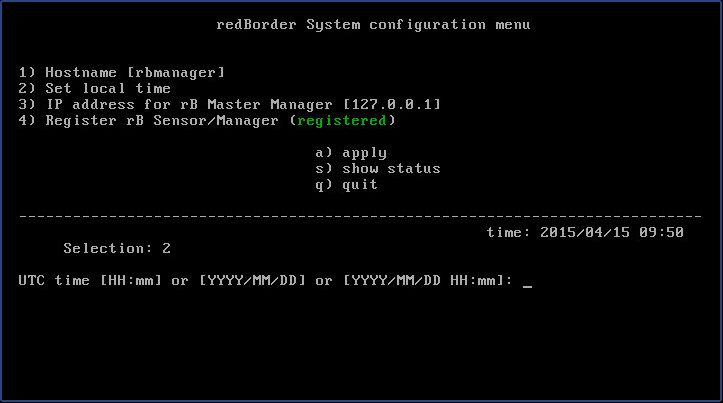 redBorder System configuration menu
1) Hostname [rbmanager]
2) Set local time
3) IP address for rB Master Manager [127.0.0.1]
4) Register rB Sensor/Manager (registered)
a) apply
s) show status
q) quit
----------------------------------------------------------------------------
time: 2015/04/15 09:50
Selection: 2
UTC time [HH:mm] or [YYYY/MM/DD] or [YYYY/MM/DD HH:mm]: _